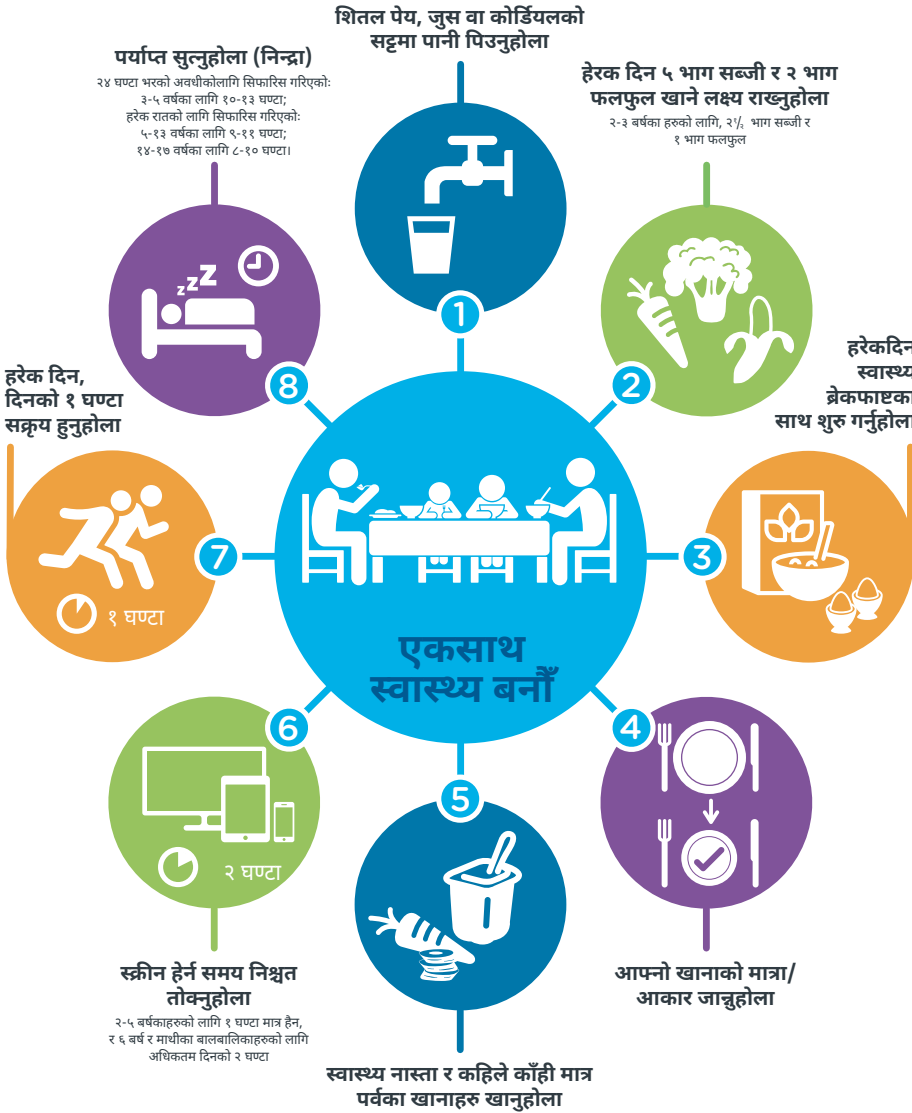 शितल पेय, जुस वा कोर्डियलको
सट्टमा पानी पिउनुहोला
1
हेरक दिन ५ भाग सब्जी र २ भाग
फलफुल खाने लक्ष्य राख्नुहोला
२-३ बर्षका हरुको लागि, २½ भाग सब्जी र
१ भाग फलफुल
2
हरेकदिन
स्वास्थ्य
ब्रेकफाष्टका
साथ शुरु गर्नुहोला
3
4
आफ्नो खानाको मात्रा/
आकार जान्नुहोला
5
स्वास्थ्य नास्ता र कहिले काँही मात्र
पर्वका खानाहरु खानुहोला
6
२ घण्टा
स्क्रीन हेर्न समय निश्चत
तोक्नुहोला
२-५ बर्षकाहरुको लागि १ घण्टा मात्र हैन,
र ६ बर्ष र माथीका बालबालिकाहरुको लागि
अधिकतम दिनको २ घण्टा
हरेक दिन,
दिनको १ घण्टा
सक्रृय हुनुहोला
7
१ घण्टा
पर्याप्त सुत्नुहोला (निन्द्रा)
२४ घण्टा भरको अवधीकोलागि सिफारिस गरिएकोः
३-५ वर्षका लागि १०-१३ घण्टा;
हरेक रातको लागि सिफारिस गरिएकोः
५-१३ वर्षका लागि ९-११ घण्टा;
१४-१७ वर्षका लागि ८-१० घण्टा।
zzZ
8
एकसाथ
स्वास्थ्य बनौँ